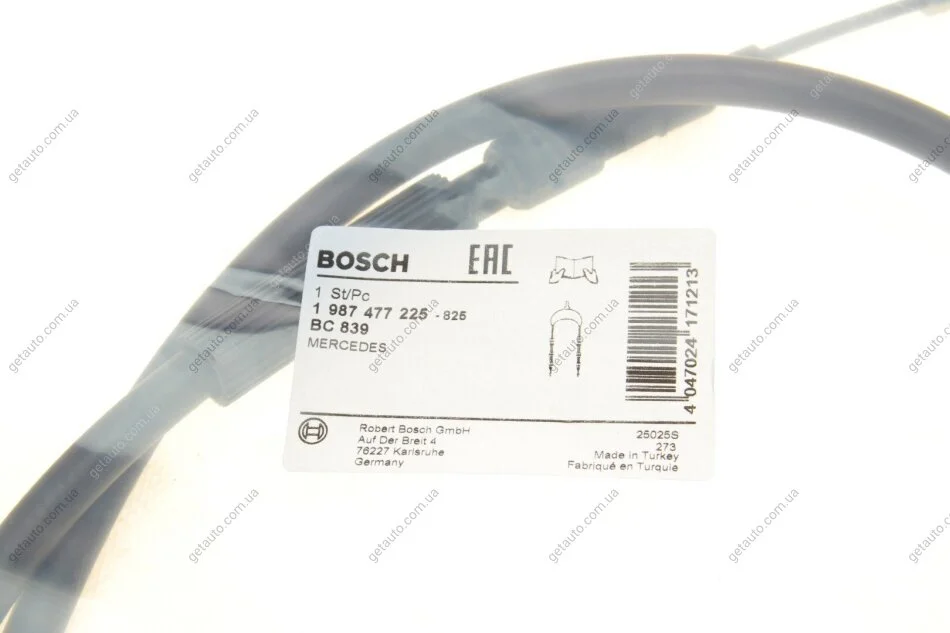 BOSCH
EAC
1 St/Pc
1 987 477 225 - 825
BC 839
MERCEDES
4 047024 171213
Robert Bosch GmbH
Auf Der Breit 4
76227 Karlsruhe
Germany
25025S
273
Made in Turkey
Fabriqué en Turquie
getauto.com.ua